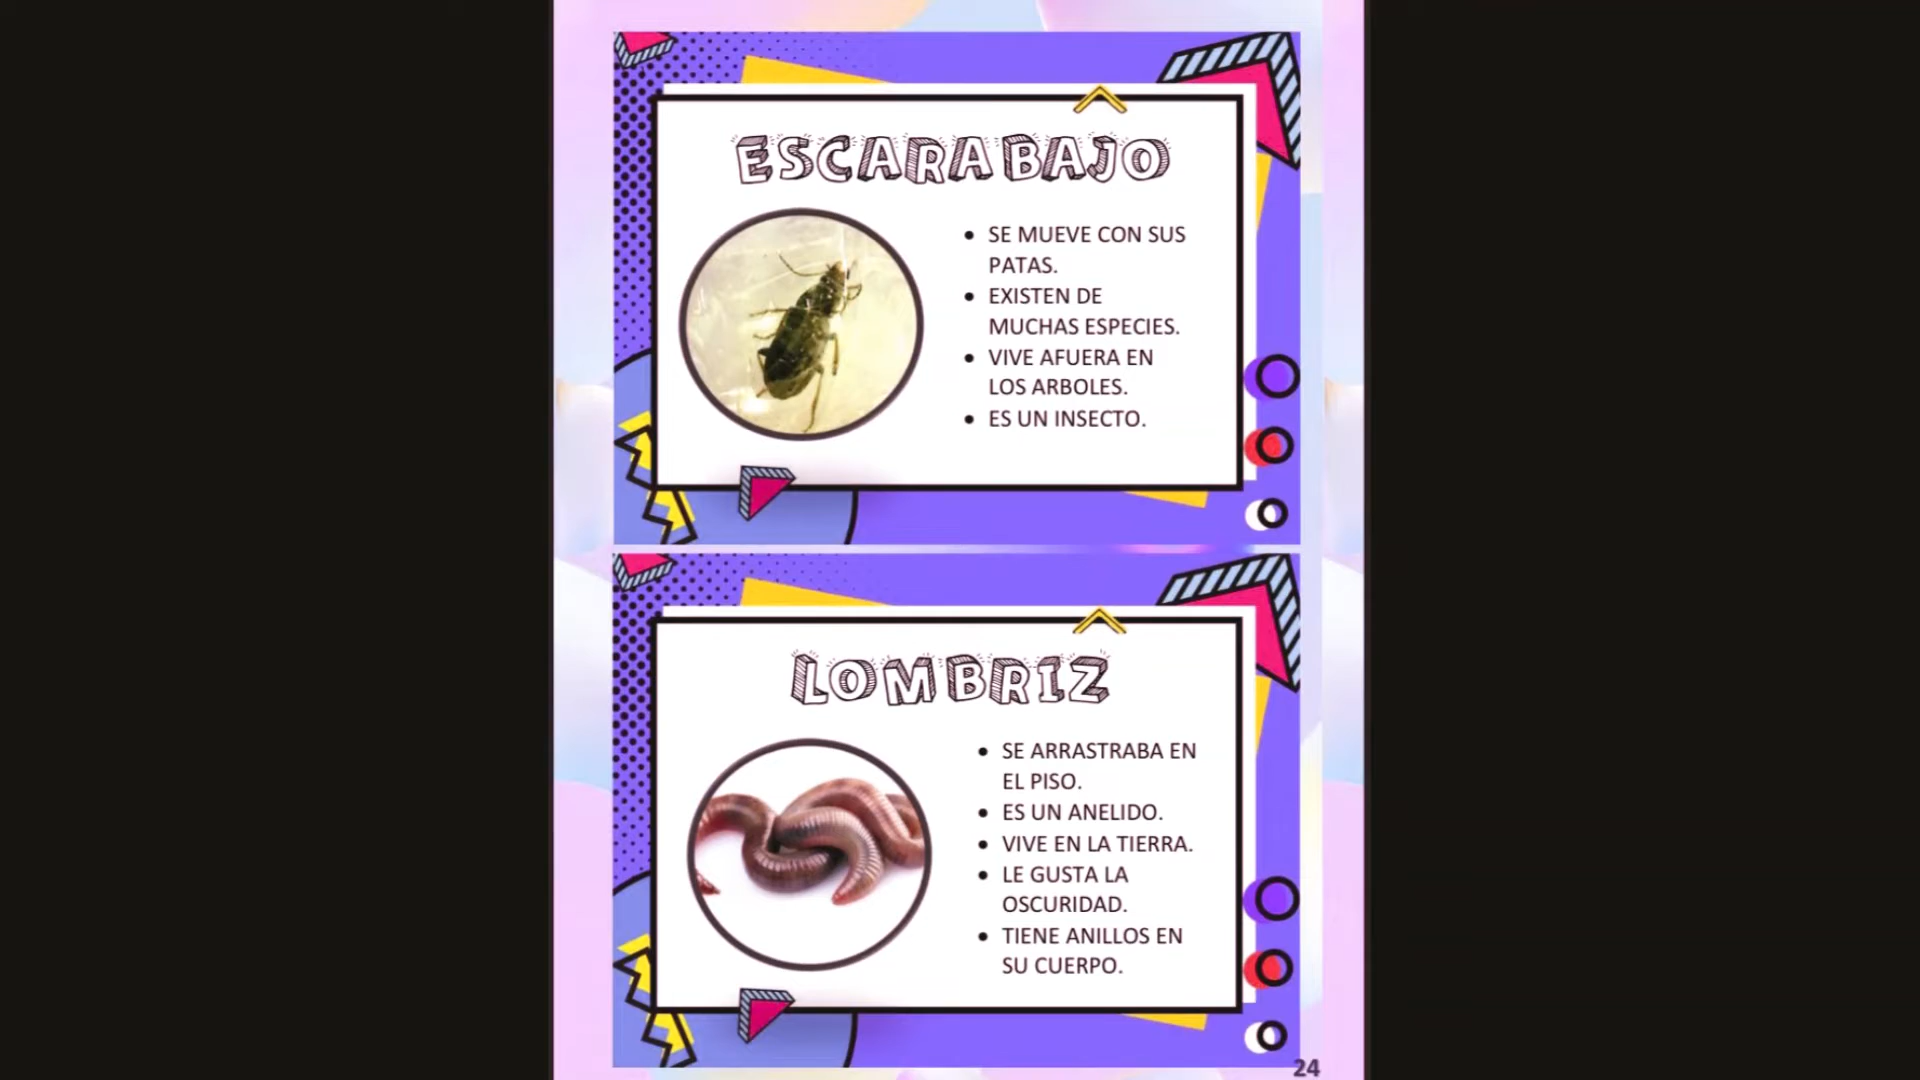 ESCARABAJO
• SE MUEVE CON SUS
PATAS.
• EXISTEN DE
MUCHAS ESPECIES.
• VIVE AFUERA EN
LOS ARBOLES.
• ES UN INSECTO.
LOMBRIZ
• SE ARRASTRABA EN
EL PISO.
• ES UN ANELIDO.
• VIVE EN LA TIERRA.
• LE GUSTA LA
OSCURIDAD.
• TIENE ANILLOS EN
SU CUERPO.
24